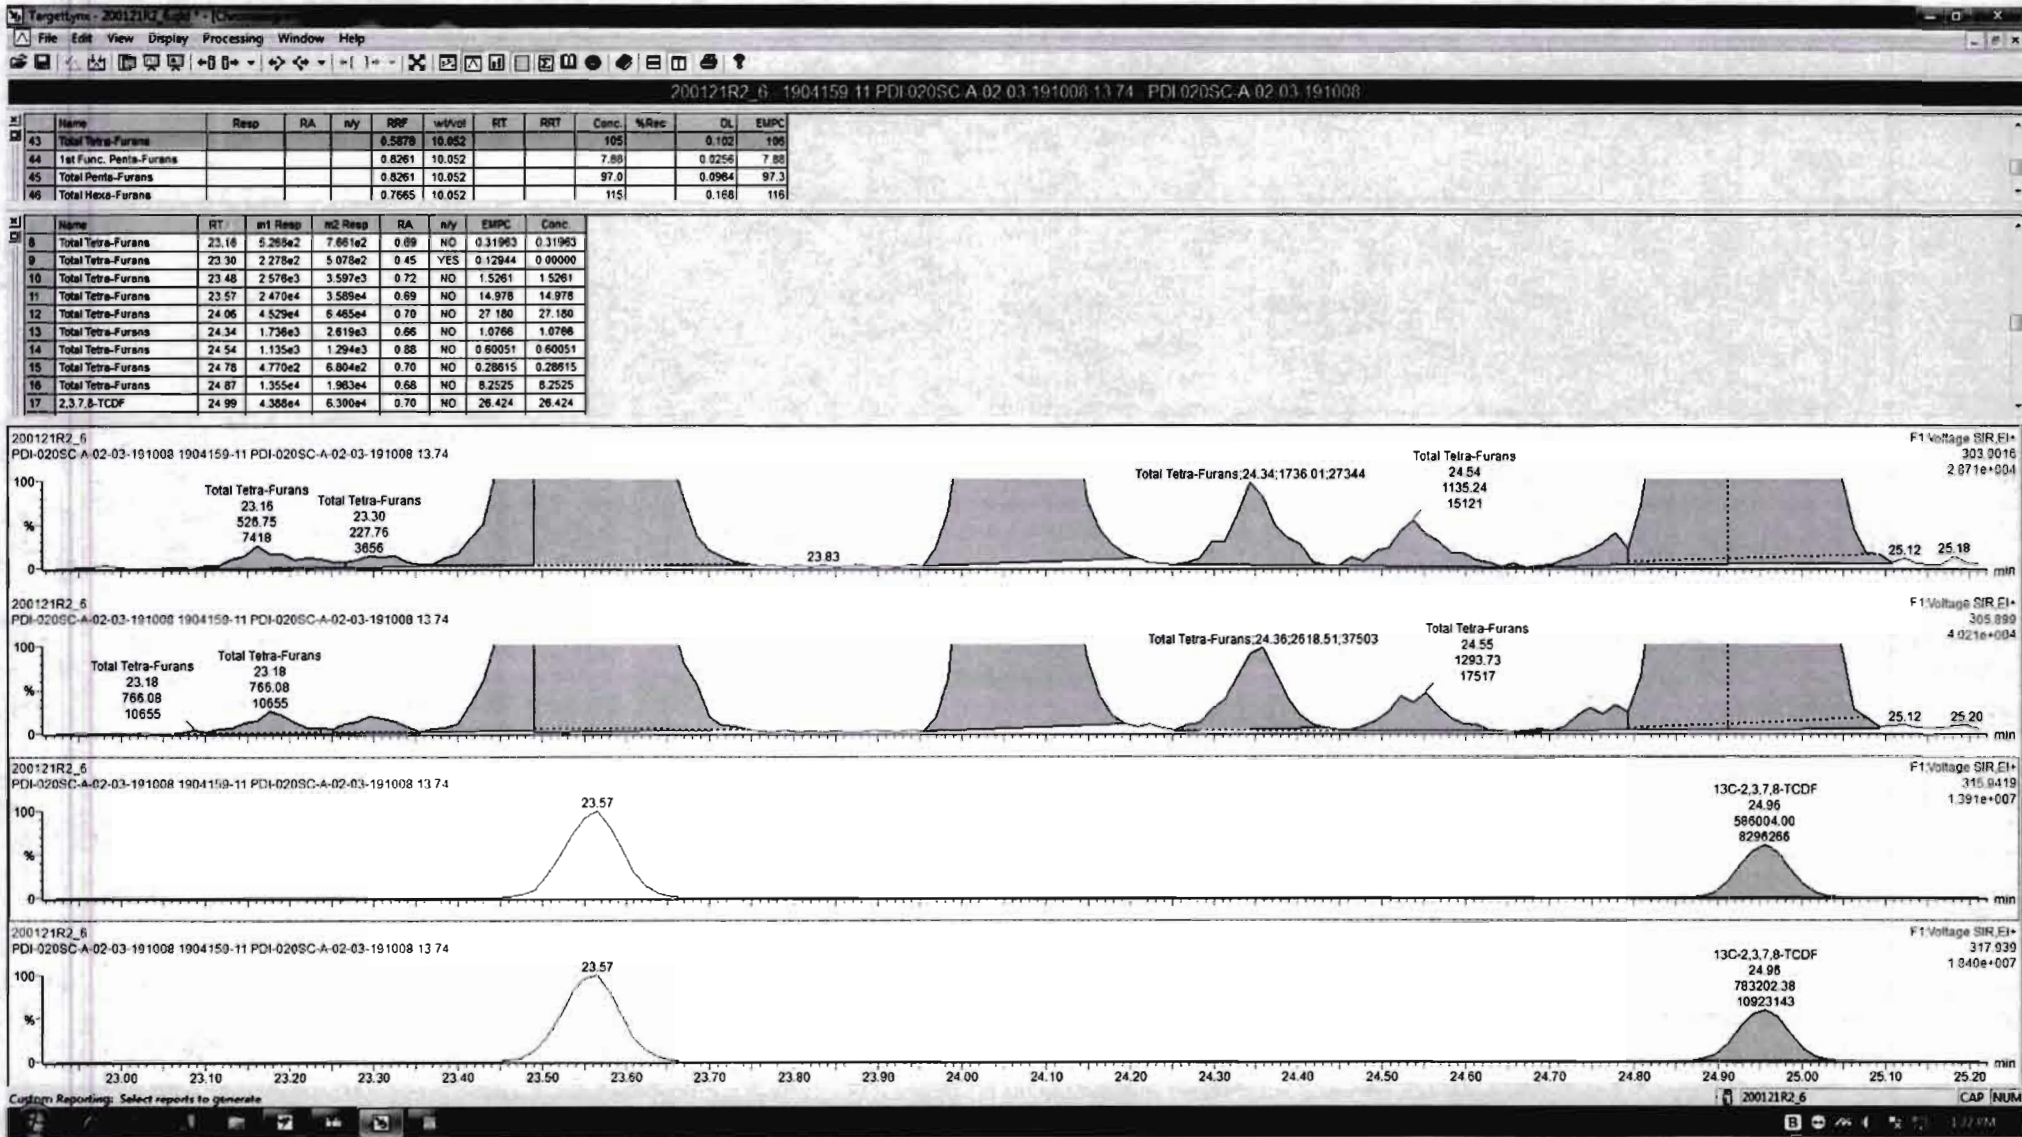 TargetLynx - 200121R2_6.qld * - [Chromatogram]
File Edit View Display Processing Window Help
200121R2_6 - 1904159-11 PDI-020SC-A-02-03-191008 13.74 - PDI-020SC-A-02-03-191008
Name Resp RA n/y RRF wt/vol RT RRT Conc. %Rec DL EMPC
43 Total Tetra-Furans 0.5878 10.052 105 0.102 106
44 1st Func. Penta-Furans 0.8261 10.052 7.88 0.0256 7.88
45 Total Penta-Furans 0.8261 10.052 97.0 0.0964 97.3
46 Total Hexa-Furans 0.7665 10.052 115 0.168 116
Name RT m1 Resp m2 Resp RA n/y EMPC Conc.
8 Total Tetra-Furans 23.16 5.268e2 7.661e2 0.69 NO 0.31963 0.31963
9 Total Tetra-Furans 23.30 2.278e2 5.078e2 0.45 YES 0.12944 0.00000
10 Total Tetra-Furans 23.48 2.576e3 3.597e3 0.72 NO 1.5261 1.5261
11 Total Tetra-Furans 23.57 2.470e4 3.589e4 0.69 NO 14.978 14.978
12 Total Tetra-Furans 24.06 4.529e4 6.465e4 0.70 NO 27.180 27.180
13 Total Tetra-Furans 24.34 1.736e3 2.619e3 0.66 NO 1.0766 1.0766
14 Total Tetra-Furans 24.54 1.135e3 1.294e3 0.88 NO 0.60051 0.60051
15 Total Tetra-Furans 24.78 4.770e2 6.804e2 0.70 NO 0.28615 0.28615
16 Total Tetra-Furans 24.87 1.355e4 1.983e4 0.68 NO 8.2525 8.2525
17 2,3,7,8-TCDF 24.99 4.388e4 6.300e4 0.70 NO 26.424 26.424
200121R2_6
PDI-020SC-A-02-03-191008 1904159-11 PDI-020SC-A-02-03-191008 13.74
F1:Voltage SIR,EI+
303.9016
2.871e+004
100
%
0
Total Tetra-Furans
23.16
526.75
7418
Total Tetra-Furans
23.30
227.76
3656
23.83
Total Tetra-Furans;24.34;1736.01;27344
Total Tetra-Furans
24.54
1135.24
15121
25.12 25.18
min
200121R2_6
PDI-020SC-A-02-03-191008 1904159-11 PDI-020SC-A-02-03-191008 13.74
F1:Voltage SIR,EI+
305.899
4.021e+004
100
%
0
Total Tetra-Furans
23.18
766.08
10655
Total Tetra-Furans
23.18
766.08
10655
Total Tetra-Furans;24.36;2618.51;37503
Total Tetra-Furans
24.55
1293.73
17517
25.12 25.20
min
200121R2_6
PDI-020SC-A-02-03-191008 1904159-11 PDI-020SC-A-02-03-191008 13.74
F1:Voltage SIR,EI+
315.9419
1.391e+007
100
%
0
23.57
13C-2,3,7,8-TCDF
24.96
586004.00
8296266
min
200121R2_6
PDI-020SC-A-02-03-191008 1904159-11 PDI-020SC-A-02-03-191008 13.74
F1:Voltage SIR,EI+
317.939
1.840e+007
100
%
0
23.57
13C-2,3,7,8-TCDF
24.96
783202.38
10923143
min
23.00 23.10 23.20 23.30 23.40 23.50 23.60 23.70 23.80 23.90 24.00 24.10 24.20 24.30 24.40 24.50 24.60 24.70 24.80 24.90 25.00 25.10 25.20
Custom Reporting: Select reports to generate
200121R2_6 CAP NUM
1:32 PM